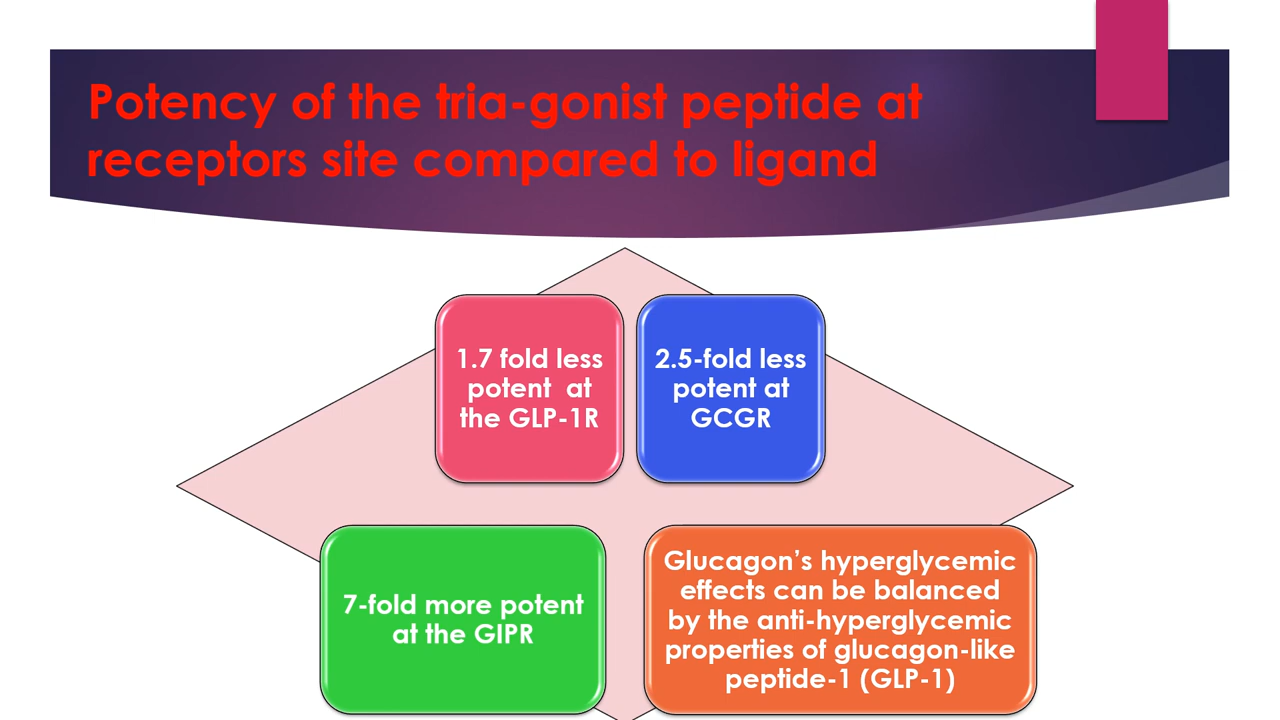 Potency of the tria-gonist peptide at
receptors site compared to ligand
1.7 fold less
potent  at
the GLP-1R
2.5-fold less
potent at
GCGR
7-fold more potent
at the GIPR
Glucagon’s hyperglycemic
effects can be balanced
by the anti-hyperglycemic
properties of glucagon-like
peptide-1 (GLP-1)